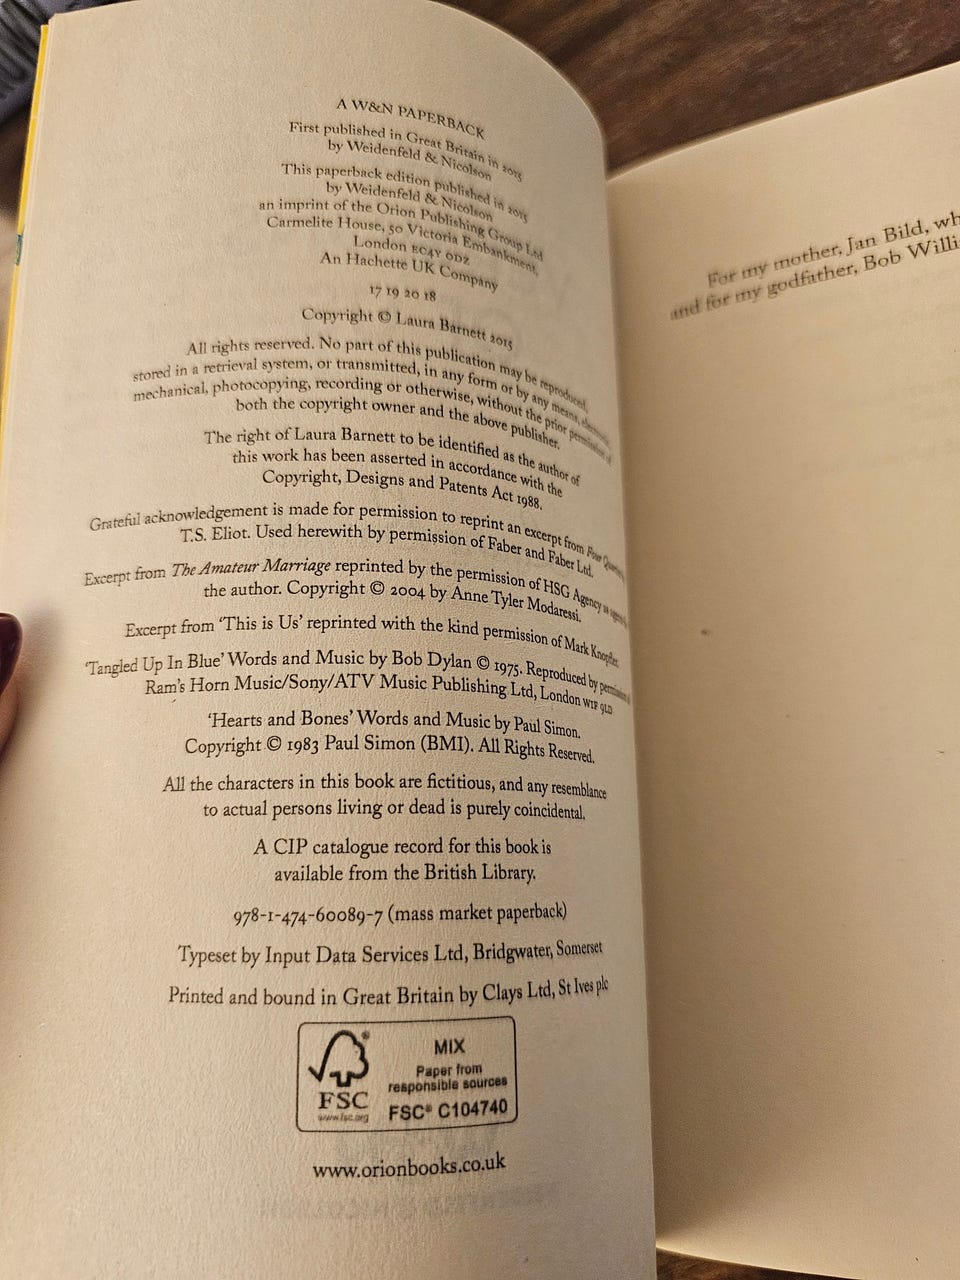 A W&N PAPERBACK
First published in Great Britain in 2015
by Weidenfeld & Nicolson
This paperback edition published in 2015
by Weidenfeld & Nicolson
an imprint of the Orion Publishing Group Ltd
Carmelite House, 50 Victoria Embankment,
London EC4Y 0DZ
An Hachette UK Company
17 19 20 18
Copyright © Laura Barnett 2015
All rights reserved. No part of this publication may be reproduced,
stored in a retrieval system, or transmitted, in any form or by any means, electronic
mechanical, photocopying, recording or otherwise, without the prior permission of
both the copyright owner and the above publisher.
The right of Laura Barnett to be identified as the author of
this work has been asserted in accordance with the
Copyright, Designs and Patents Act 1988.
Grateful acknowledgement is made for permission to reprint an excerpt from Four
T.S. Eliot. Used herewith by permission of Faber and Faber Ltd.
Excerpt from The Amateur Marriage reprinted by the permission of HSG Agency as
the author. Copyright © 2004 by Anne Tyler Modaressi.
Excerpt from 'This is Us' reprinted with the kind permission of Mark Knopfler.
'Tangled Up In Blue' Words and Music by Bob Dylan © 1975. Reproduced by permission of
Ram's Horn Music/Sony/ATV Music Publishing Ltd, London W1F 9LD
'Hearts and Bones' Words and Music by Paul Simon.
Copyright © 1983 Paul Simon (BMI). All Rights Reserved.
All the characters in this book are fictitious, and any resemblance
to actual persons living or dead is purely coincidental.
A CIP catalogue record for this book is
available from the British Library.
978-1-474-60089-7 (mass market paperback)
Typeset by Input Data Services Ltd, Bridgwater, Somerset
Printed and bound in Great Britain by Clays Ltd, St Ives plc
FSC
www.fsc.org
MIX
Paper from
responsible sources
FSC® C104740
www.orionbooks.co.uk
For my mother, Jan Bild, wh
and for my godfather, Bob Willi